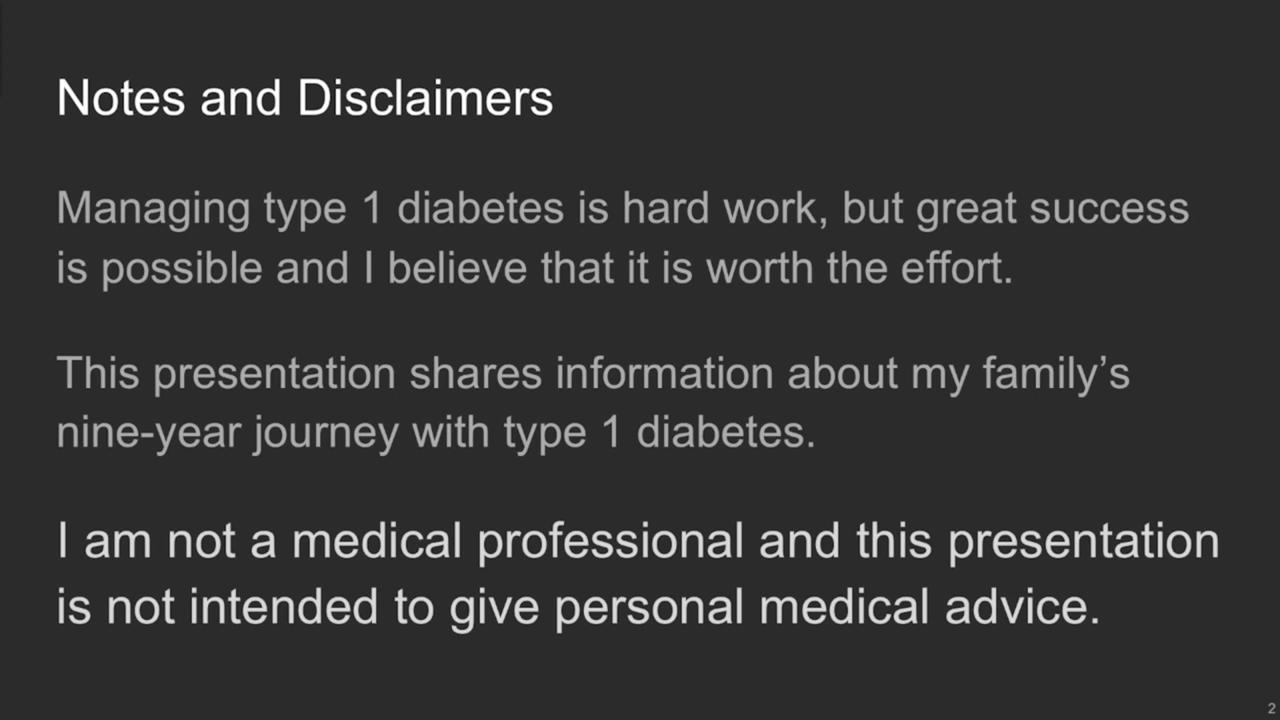 Notes and Disclaimers
Managing type 1 diabetes is hard work, but great success
is possible and I believe that it is worth the effort.
This presentation shares information about my family’s
nine-year journey with type 1 diabetes.
I am not a medical professional and this presentation
is not intended to give personal medical advice.
2